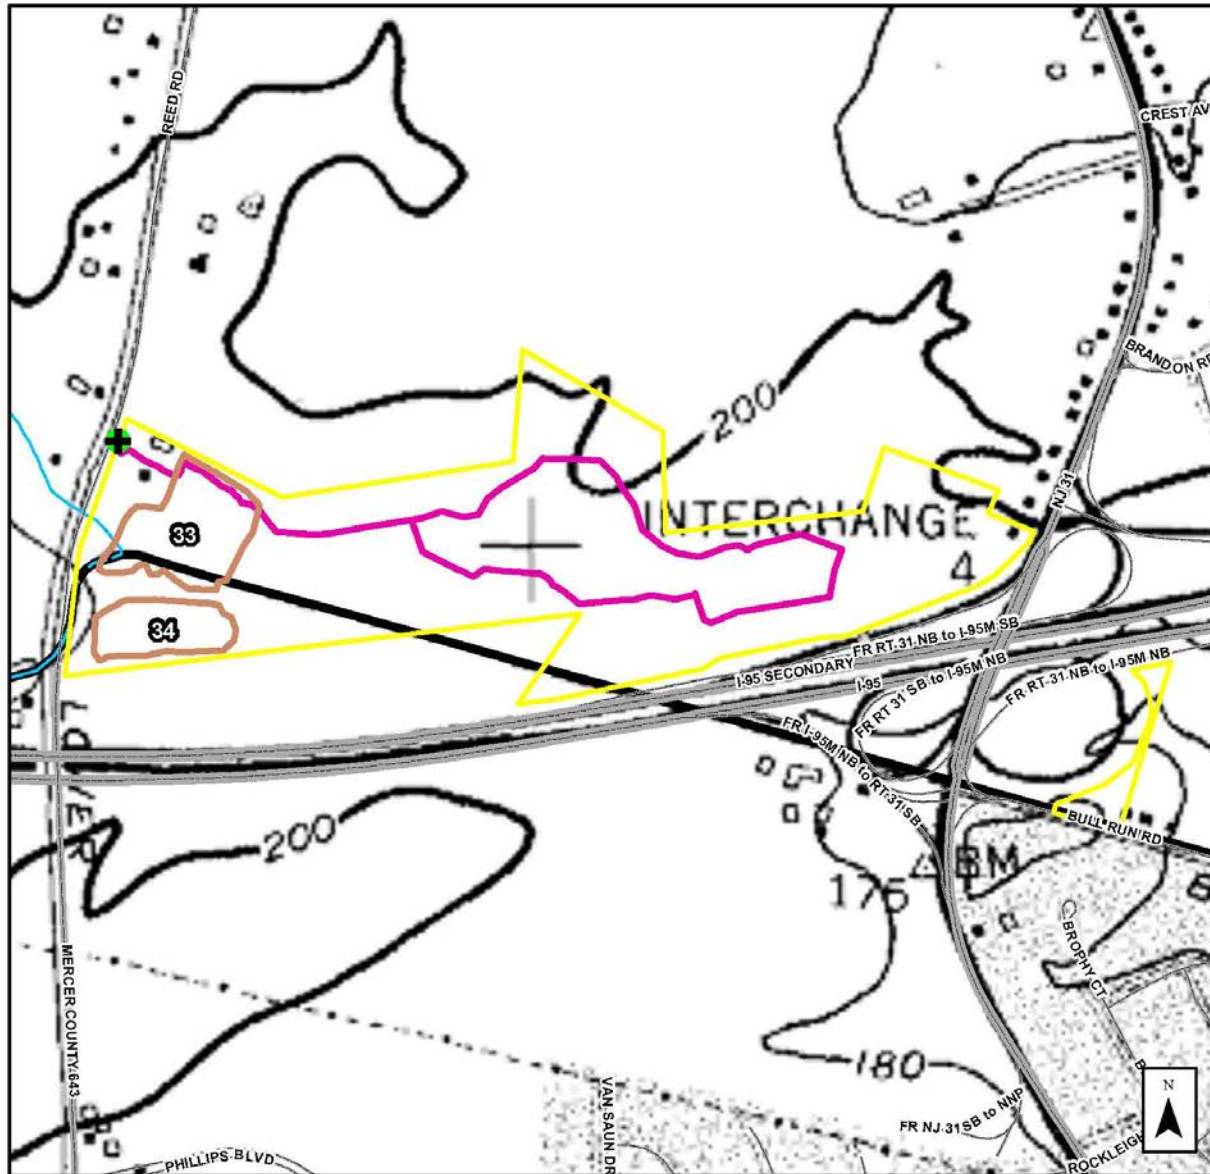 REED RD
CREST AV
BRANDON RD
200
NJ 31
INTERCHANGE
4
33
34
FR RT 31 NB to I-95M SB
I-95 SECONDARY
I-95
FR RT 31 SB to I-95M NB
FR RT 31 NB to I-95M NB
FR I-95M NB to RT 31 SB
BULL RUN RD
200
BM
176
BROPHY CT
MERCER COUNTY 643
180
VAN SAUN DR
FR NJ 31SB to NNP
PHILLIPS BLVD
ROCKLEIGH
N